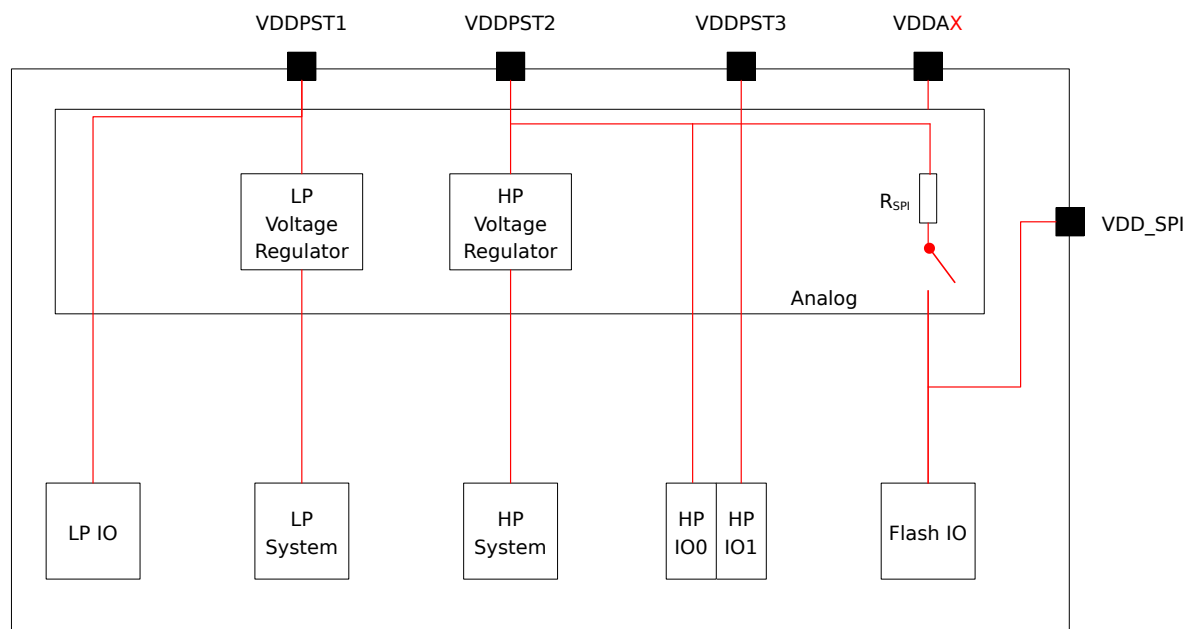 VDDPST1
VDDPST2
VDDPST3
VDDAX
LP
Voltage
Regulator
HP
Voltage
Regulator
RSPI
VDD_SPI
Analog
LP IO
LP
System
HP
System
HP
IO0
HP
IO1
Flash IO